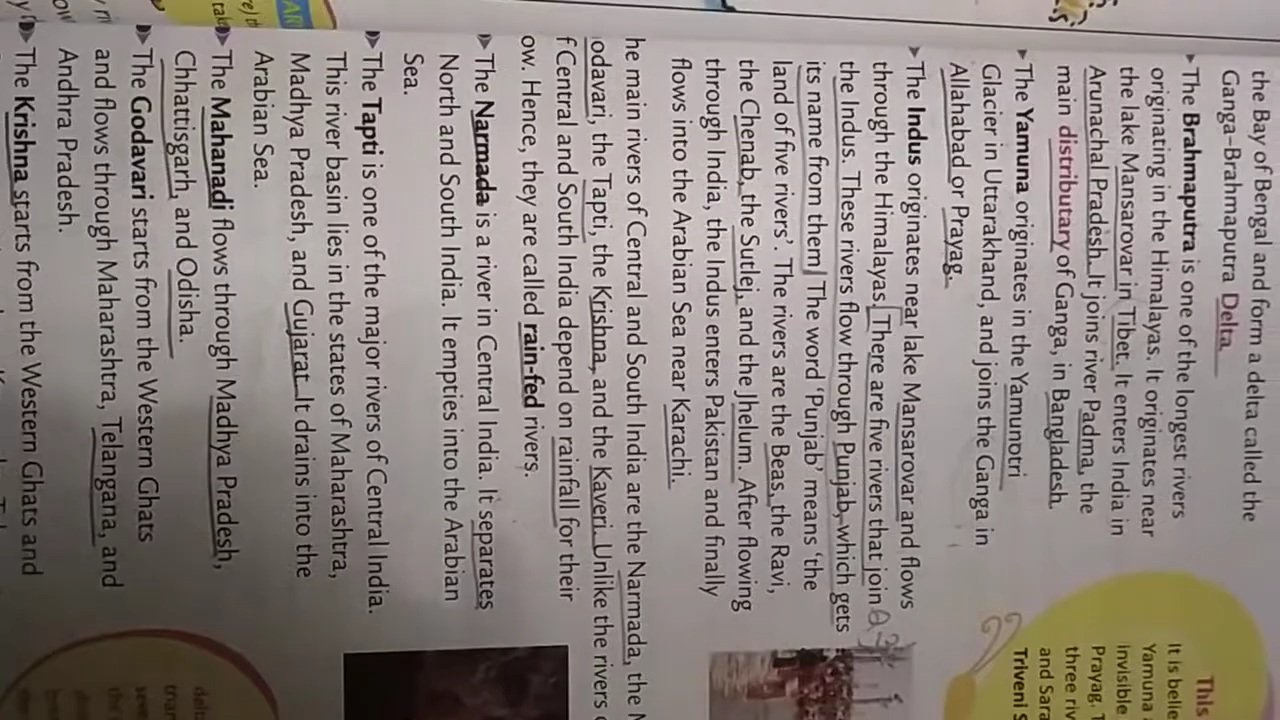 the Bay of Bengal and form a delta called the
Ganga-Brahmaputra Delta.
The Brahmaputra is one of the longest rivers
originating in the Himalayas. It originates near
the lake Mansarovar in Tibet. It enters India in
Arunachal Pradesh. It joins river Padma, the
main distributary of Ganga, in Bangladesh.
The Yamuna originates in the Yamunotri
Glacier in Uttarakhand, and joins the Ganga in
Allahabad or Prayag.
The Indus originates near lake Mansarovar and flows
through the Himalayas. There are five rivers that join
the Indus. These rivers flow through Punjab, which gets
its name from them. The word ‘Punjab’ means ‘the
land of five rivers’. The rivers are the Beas, the Ravi,
the Chenab, the Sutlej, and the Jhelum. After flowing
through India, the Indus enters Pakistan and finally
flows into the Arabian Sea near Karachi.
he main rivers of Central and South India are the Narmada, the
odavari, the Tapti, the Krishna, and the Kaveri. Unlike the rivers
f Central and South India depend on rainfall for their
ow. Hence, they are called rain-fed rivers.
The Narmada is a river in Central India. It separates
North and South India. It empties into the Arabian
Sea.
The Tapti is one of the major rivers of Central India.
This river basin lies in the states of Maharashtra,
Madhya Pradesh, and Gujarat. It drains into the
Arabian Sea.
The Mahanadi flows through Madhya Pradesh,
Chhattisgarh, and Odisha.
The Godavari starts from the Western Ghats
and flows through Maharashtra, Telangana, and
Andhra Pradesh.
The Krishna starts from the Western Ghats and
This
It is belie
Yamuna
invisible
Prayag. T
three riv
and Sara
Triveni S